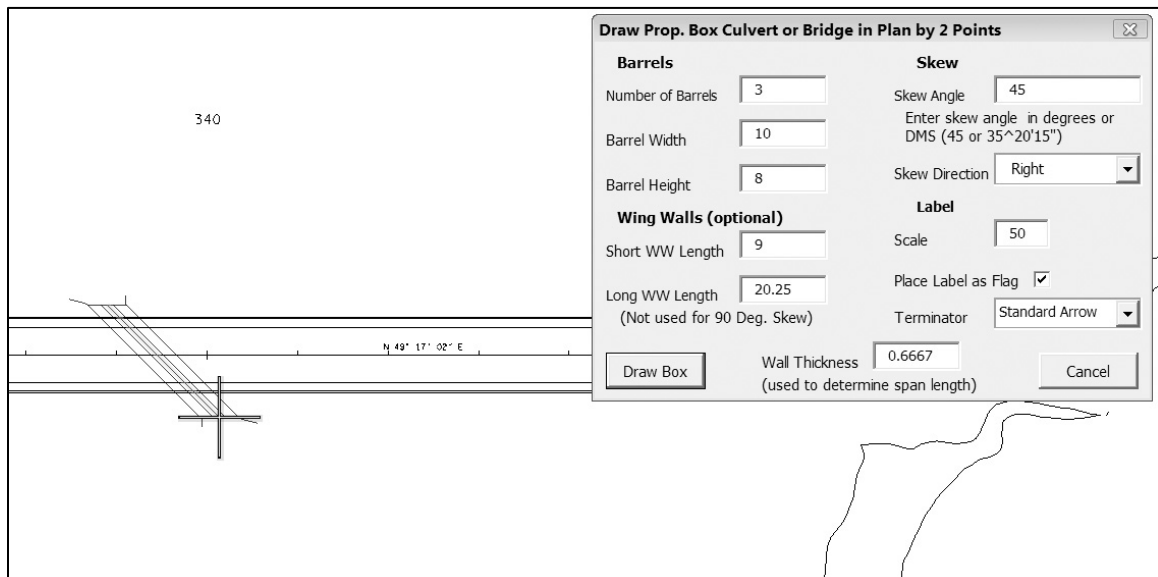 340
N 49° 17' 02" E
Draw Prop. Box Culvert or Bridge in Plan by 2 Points
Barrels
Number of Barrels 3
Barrel Width 10
Barrel Height 8
Wing Walls (optional)
Short WW Length 9
Long WW Length 20.25
(Not used for 90 Deg. Skew)
Skew
Skew Angle 45
Enter skew angle in degrees or
DMS (45 or 35^20'15")
Skew Direction Right
Label
Scale 50
Place Label as Flag
Terminator Standard Arrow
Wall Thickness 0.6667
(used to determine span length)
Draw Box
Cancel